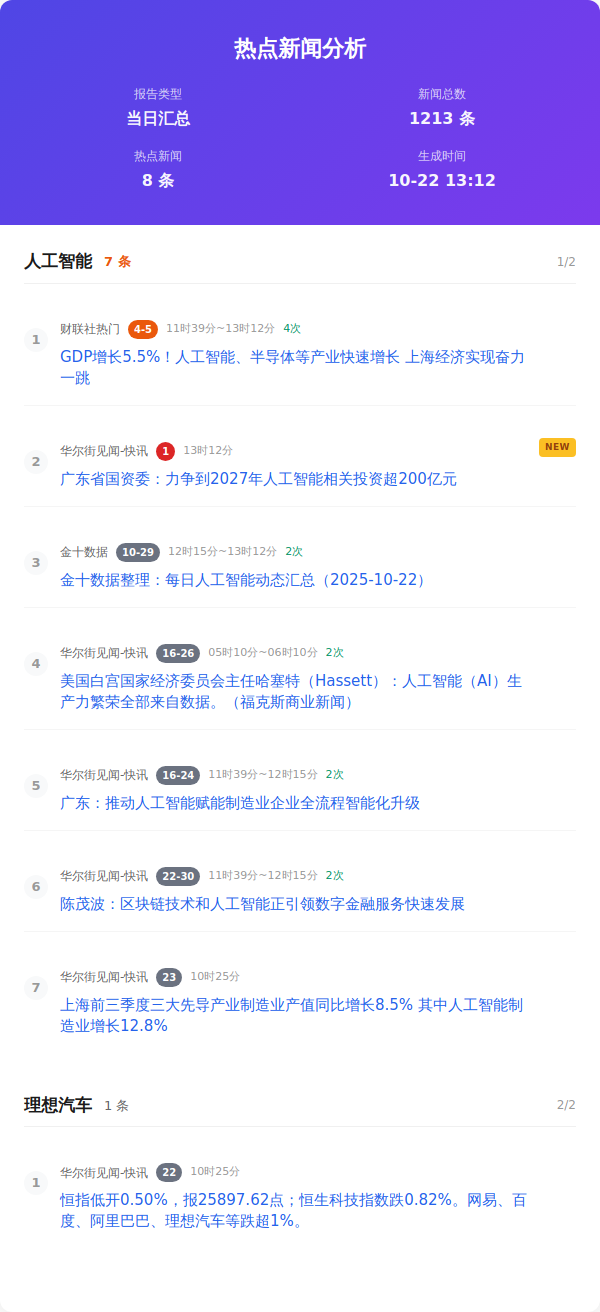 热点新闻分析
报告类型
当日汇总
新闻总数
1213 条
热点新闻
8 条
生成时间
10-22 13:12
人工智能 7 条 1/2
1
财联社热门 4-5 11时39分~13时12分 4次
GDP增长5.5%！人工智能、半导体等产业快速增长 上海经济实现奋力
一跳
2
华尔街见闻-快讯 1 13时12分 NEW
广东省国资委：力争到2027年人工智能相关投资超200亿元
3
金十数据 10-29 12时15分~13时12分 2次
金十数据整理：每日人工智能动态汇总（2025-10-22）
4
华尔街见闻-快讯 16-26 05时10分~06时10分 2次
美国白宫国家经济委员会主任哈塞特（Hassett）：人工智能（AI）生
产力繁荣全部来自数据。（福克斯商业新闻）
5
华尔街见闻-快讯 16-24 11时39分~12时15分 2次
广东：推动人工智能赋能制造业企业全流程智能化升级
6
华尔街见闻-快讯 22-30 11时39分~12时15分 2次
陈茂波：区块链技术和人工智能正引领数字金融服务快速发展
7
华尔街见闻-快讯 23 10时25分
上海前三季度三大先导产业制造业产值同比增长8.5% 其中人工智能制
造业增长12.8%
理想汽车 1 条 2/2
1
华尔街见闻-快讯 22 10时25分
恒指低开0.50%，报25897.62点；恒生科技指数跌0.82%。网易、百
度、阿里巴巴、理想汽车等跌超1%。